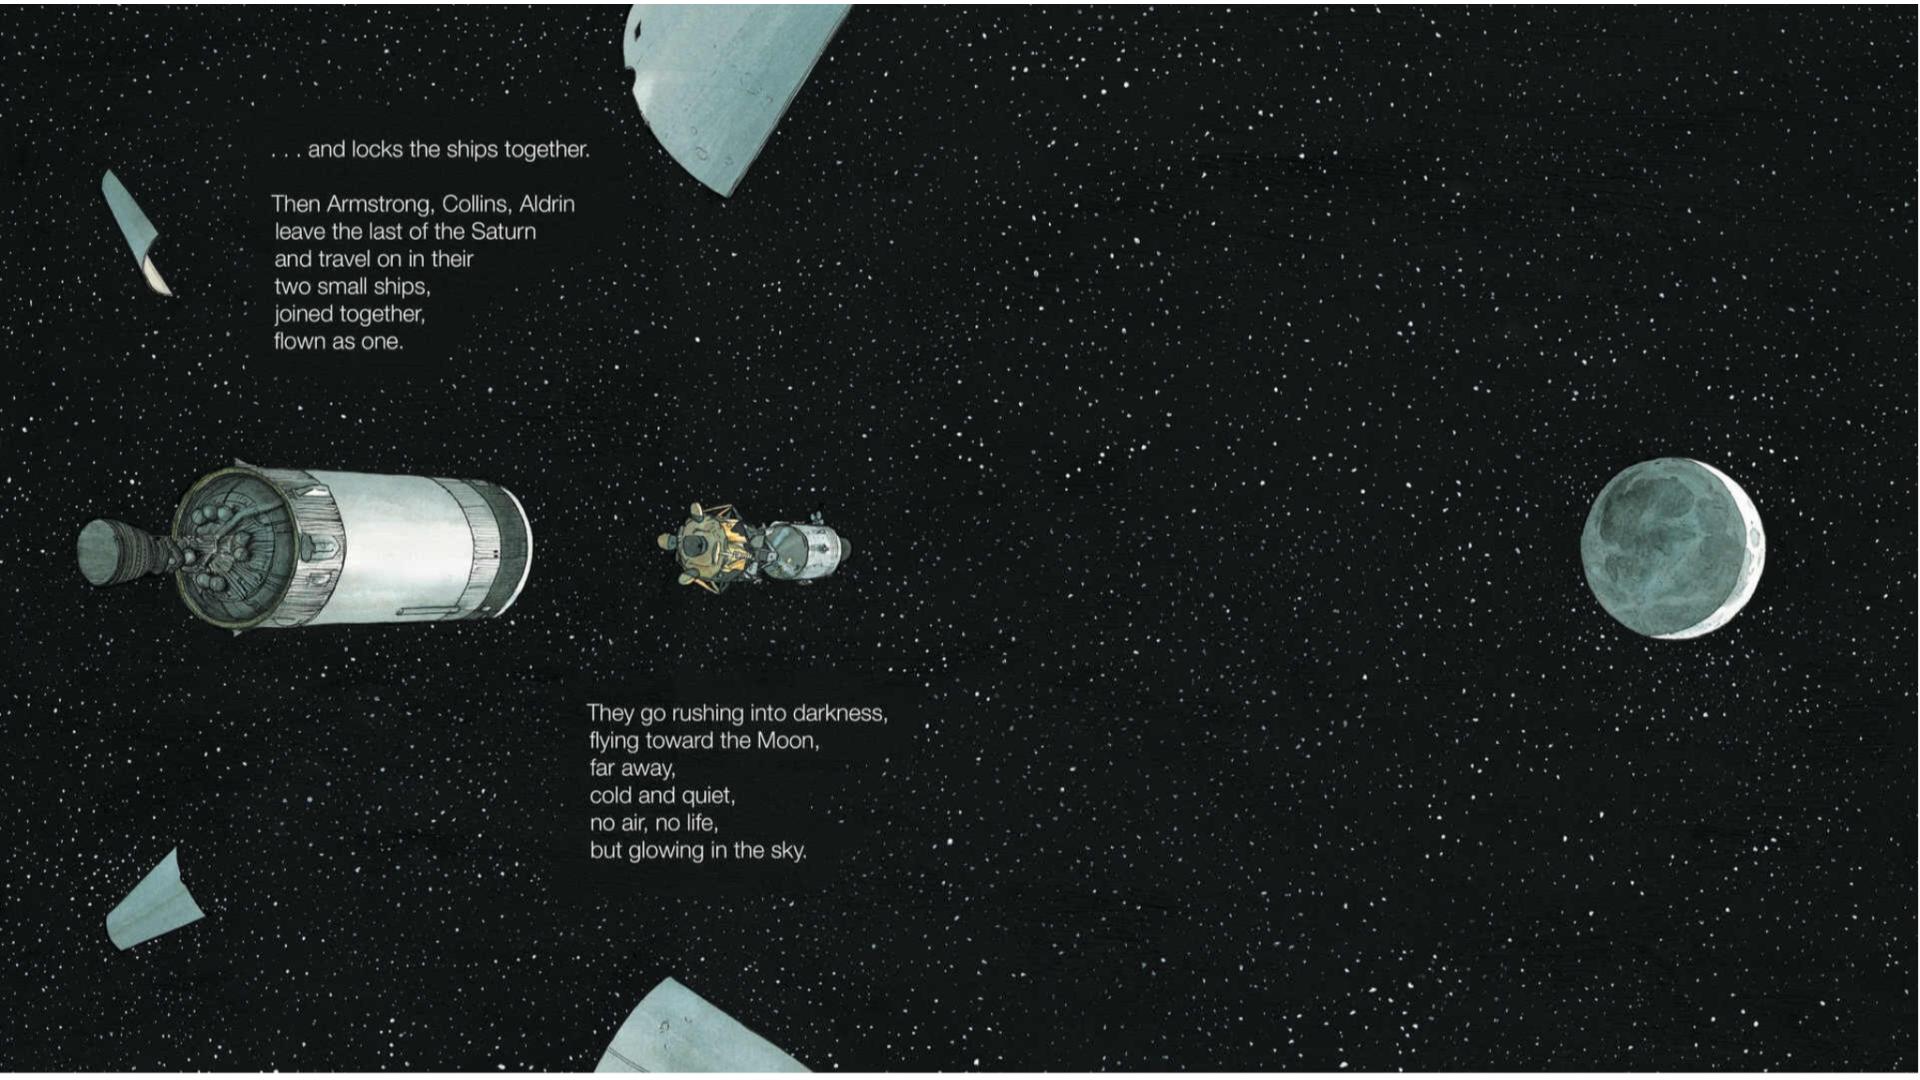 . . . and locks the ships together.
Then Armstrong, Collins, Aldrin
leave the last of the Saturn
and travel on in their
two small ships,
joined together,
flown as one.
They go rushing into darkness,
flying toward the Moon,
far away,
cold and quiet,
no air, no life,
but glowing in the sky.